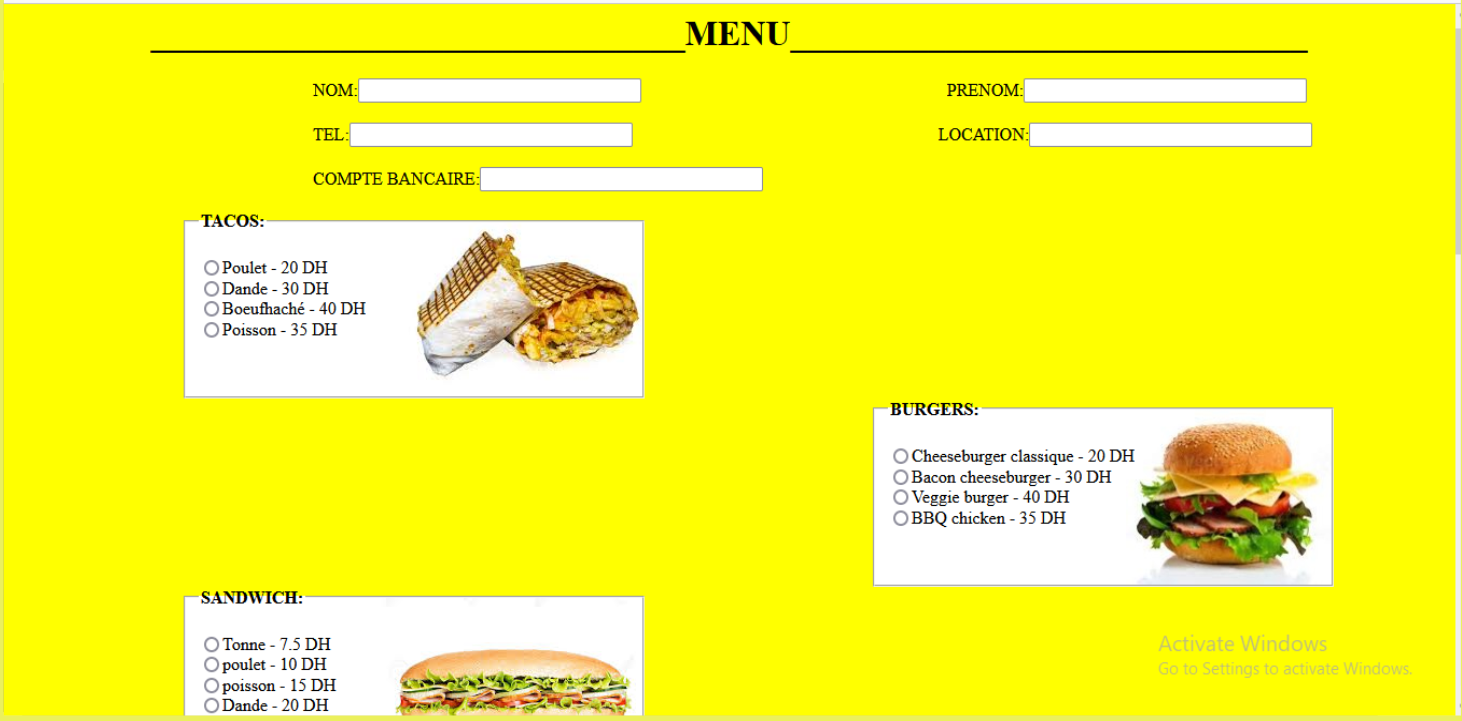 MENU
NOM:
PRENOM:
TEL:
LOCATION:
COMPTE BANCAIRE:
TACOS:
Poulet - 20 DH
Dande - 30 DH
Boeufhaché - 40 DH
Poisson - 35 DH
BURGERS:
Cheeseburger classique - 20 DH
Bacon cheeseburger - 30 DH
Veggie burger - 40 DH
BBQ chicken - 35 DH
SANDWICH:
Tonne - 7.5 DH
poulet - 10 DH
poisson - 15 DH
Dande - 20 DH
Activate Windows
Go to Settings to activate Windows.